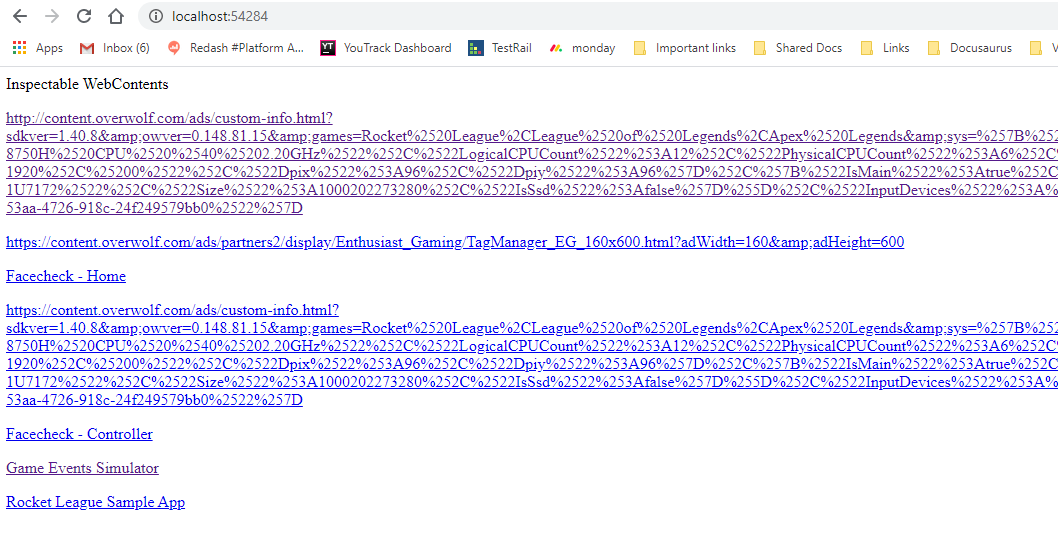 localhost:54284
Apps Inbox (6) Redash #Platform A... YT YouTrack Dashboard TestRail monday Important links Shared Docs Links Docusaurus V
Inspectable WebContents
http://content.overwolf.com/ads/custom-info.html?
sdkver=1.40.8&amp;owver=0.148.81.15&amp;games=Rocket%2520League%2CLeague%2520of%2520Legends%2CApex%2520Legends&amp;sys=%257B%252
8750H%2520CPU%2520%2540%25202.20GHz%2522%252C%2522LogicalCPUCount%2522%253A12%252C%2522PhysicalCPUCount%2522%253A6%252C%
1920%252C%25200%2522%252C%2522Dpix%2522%253A96%252C%2522Dpiy%2522%253A96%257D%252C%257B%2522IsMain%2522%253Atrue%252C
1U7172%2522%252C%2522Size%2522%253A1000202273280%252C%2522IsSsd%2522%253Afalse%257D%255D%252C%2522InputDevices%2522%253A%
53aa-4726-918c-24f249579bb0%2522%257D
https://content.overwolf.com/ads/partners2/display/Enthusiast_Gaming/TagManager_EG_160x600.html?adWidth=160&amp;adHeight=600
Facecheck - Home
https://content.overwolf.com/ads/custom-info.html?
sdkver=1.40.8&amp;owver=0.148.81.15&amp;games=Rocket%2520League%2CLeague%2520of%2520Legends%2CApex%2520Legends&amp;sys=%257B%252
8750H%2520CPU%2520%2540%25202.20GHz%2522%252C%2522LogicalCPUCount%2522%253A12%252C%2522PhysicalCPUCount%2522%253A6%252C%
1920%252C%25200%2522%252C%2522Dpix%2522%253A96%252C%2522Dpiy%2522%253A96%257D%252C%257B%2522IsMain%2522%253Atrue%252C
1U7172%2522%252C%2522Size%2522%253A1000202273280%252C%2522IsSsd%2522%253Afalse%257D%255D%252C%2522InputDevices%2522%253A%
53aa-4726-918c-24f249579bb0%2522%257D
Facecheck - Controller
Game Events Simulator
Rocket League Sample App